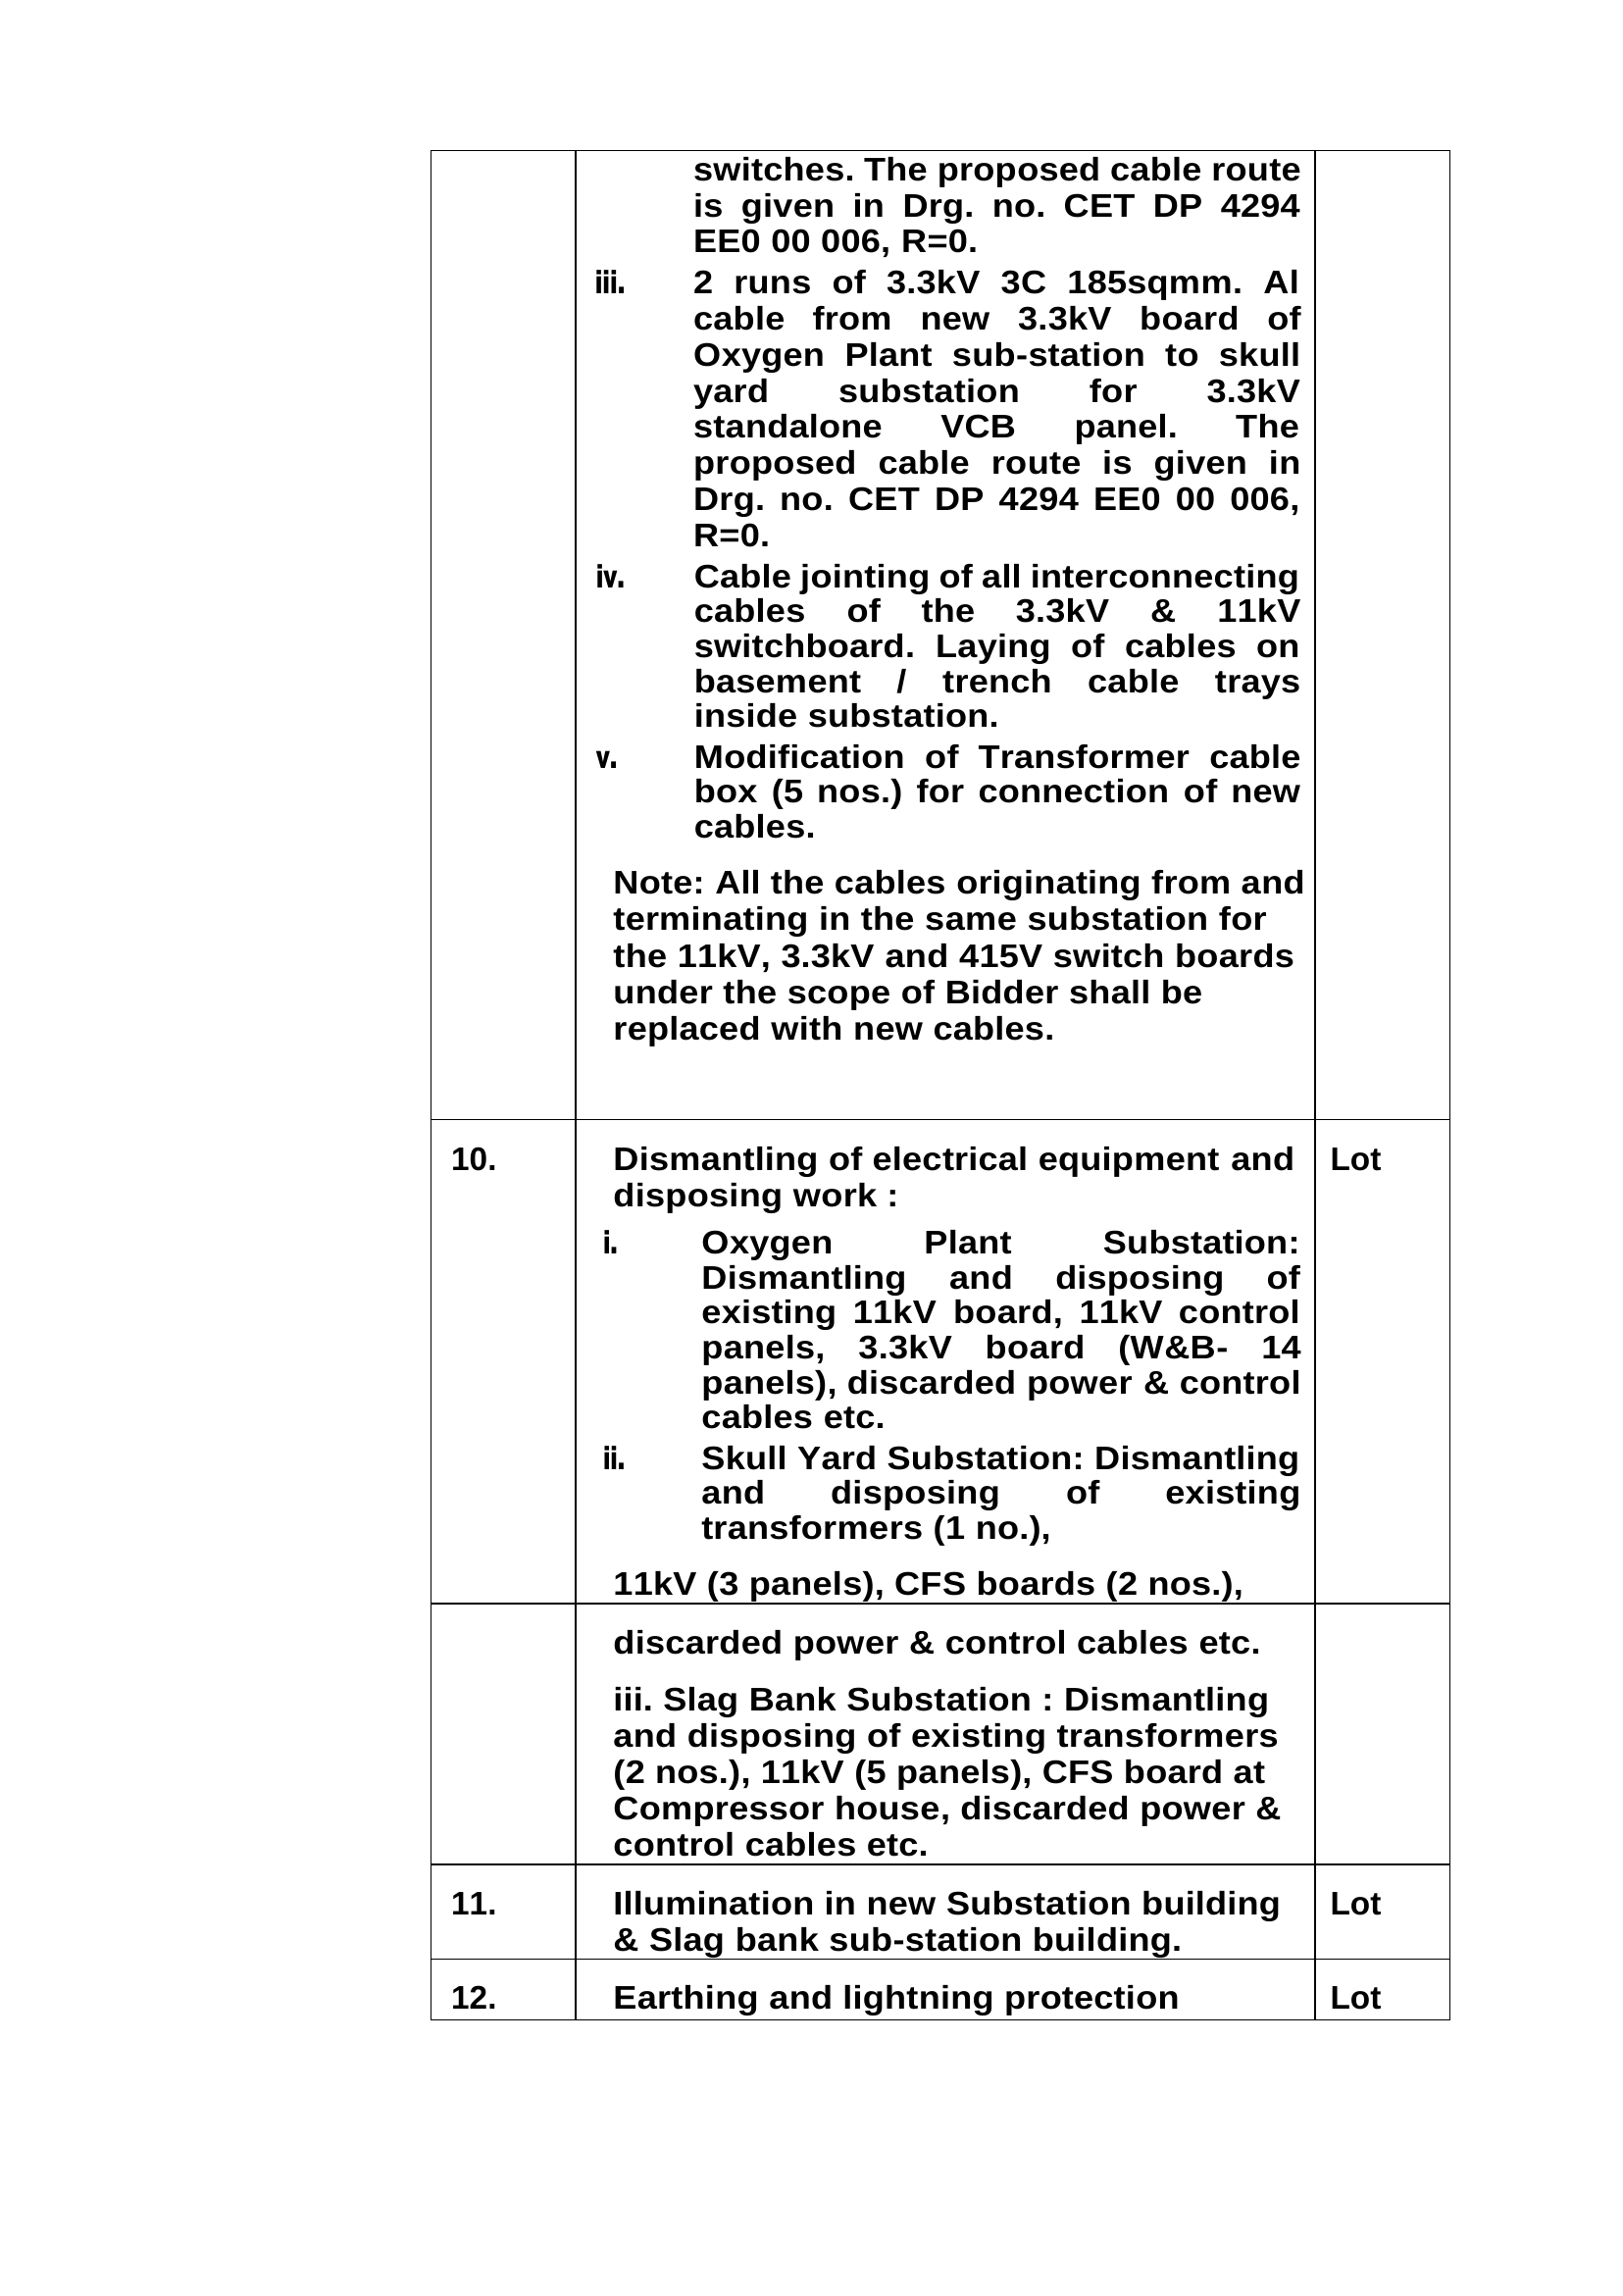 switches. The proposed cable route
is given in Drg. no. CET DP 4294
EE0 00 006, R=0.
iii. 2 runs of 3.3kV 3C 185sqmm. Al
cable from new 3.3kV board of
Oxygen Plant sub-station to skull
yard substation for 3.3kV
standalone VCB panel. The
proposed cable route is given in
Drg. no. CET DP 4294 EE0 00 006,
R=0.
iv. Cable jointing of all interconnecting
cables of the 3.3kV & 11kV
switchboard. Laying of cables on
basement / trench cable trays
inside substation.
v. Modification of Transformer cable
box (5 nos.) for connection of new
cables.
Note: All the cables originating from and
terminating in the same substation for
the 11kV, 3.3kV and 415V switch boards
under the scope of Bidder shall be
replaced with new cables.
10. Dismantling of electrical equipment and Lot
disposing work :
i. Oxygen Plant Substation:
Dismantling and disposing of
existing 11kV board, 11kV control
panels, 3.3kV board (W&B- 14
panels), discarded power & control
cables etc.
ii. Skull Yard Substation: Dismantling
and disposing of existing
transformers (1 no.),
11kV (3 panels), CFS boards (2 nos.),
discarded power & control cables etc.
iii. Slag Bank Substation : Dismantling
and disposing of existing transformers
(2 nos.), 11kV (5 panels), CFS board at
Compressor house, discarded power &
control cables etc.
11. Illumination in new Substation building Lot
& Slag bank sub-station building.
12. Earthing and lightning protection Lot